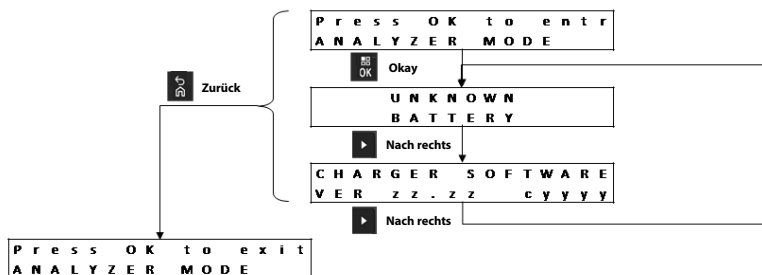 Press OK to entr
ANALYZER MODE
OK
Okay
Zurück
UNKNOWN
BATTERY
Nach rechts
CHARGER SOFTWARE
VER zz.zz cyyyy
Nach rechts
Press OK to exit
ANALYZER MODE